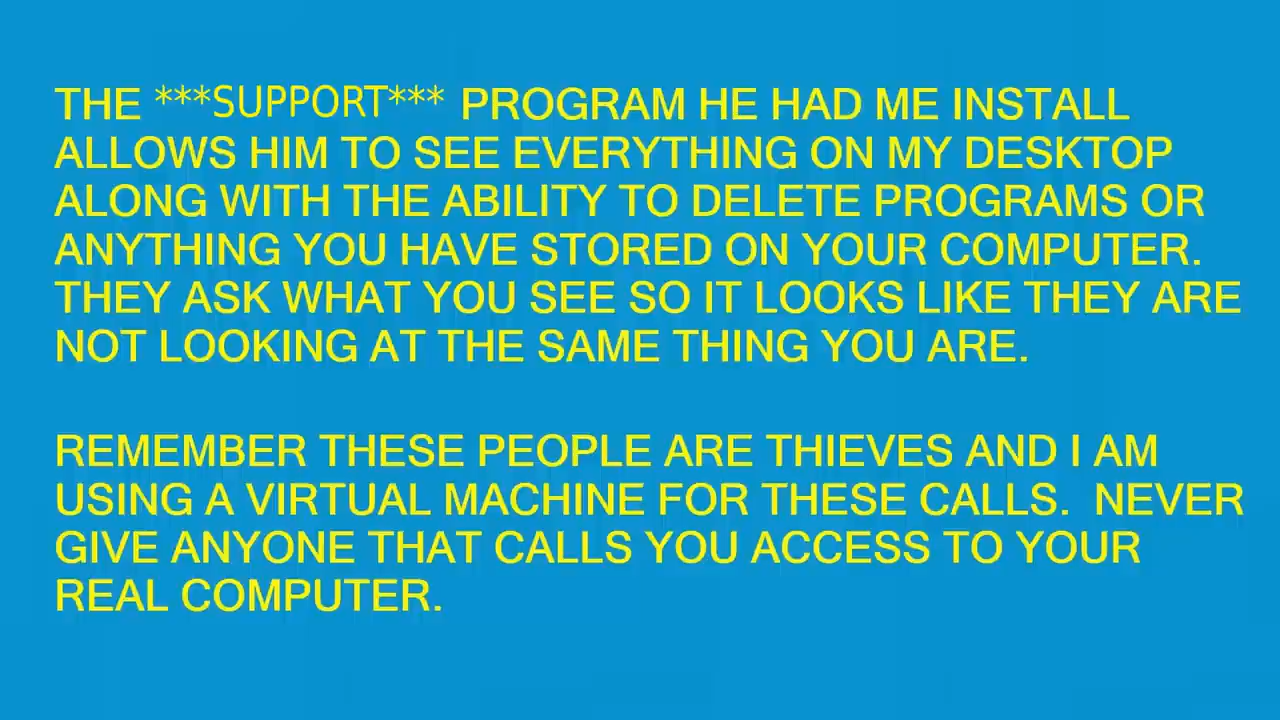 THE ***SUPPORT*** PROGRAM HE HAD ME INSTALL
ALLOWS HIM TO SEE EVERYTHING ON MY DESKTOP
ALONG WITH THE ABILITY TO DELETE PROGRAMS OR
ANYTHING YOU HAVE STORED ON YOUR COMPUTER.
THEY ASK WHAT YOU SEE SO IT LOOKS LIKE THEY ARE
NOT LOOKING AT THE SAME THING YOU ARE.
REMEMBER THESE PEOPLE ARE THIEVES AND I AM
USING A VIRTUAL MACHINE FOR THESE CALLS.  NEVER
GIVE ANYONE THAT CALLS YOU ACCESS TO YOUR
REAL COMPUTER.